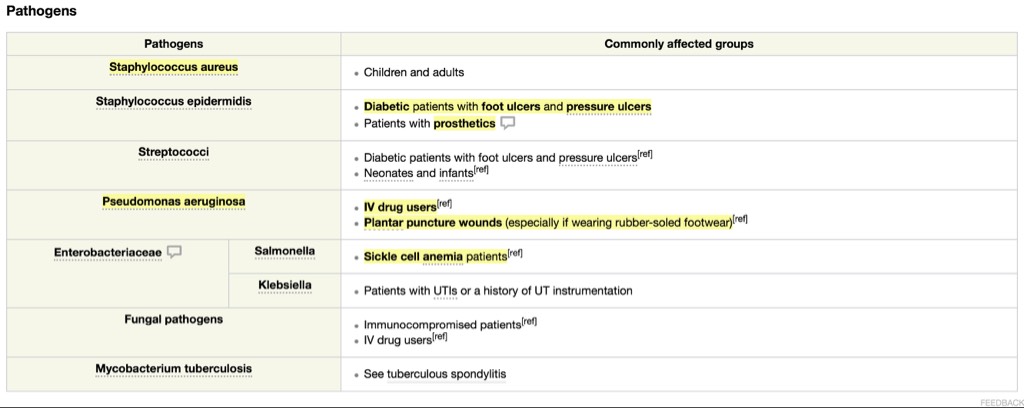 Pathogens
Pathogens
Commonly affected groups
Staphylococcus aureus
• Children and adults
Staphylococcus epidermidis
• Diabetic patients with foot ulcers and pressure ulcers
• Patients with prosthetics
Streptococci
• Diabetic patients with foot ulcers and pressure ulcers[ref]
• Neonates and infants[ref]
Pseudomonas aeruginosa
• IV drug users[ref]
• Plantar puncture wounds (especially if wearing rubber-soled footwear)[ref]
Enterobacteriaceae
Salmonella
• Sickle cell anemia patients[ref]
Klebsiella
• Patients with UTIs or a history of UT instrumentation
Fungal pathogens
• Immunocompromised patients[ref]
• IV drug users[ref]
Mycobacterium tuberculosis
• See tuberculous spondylitis
FEEDBACK